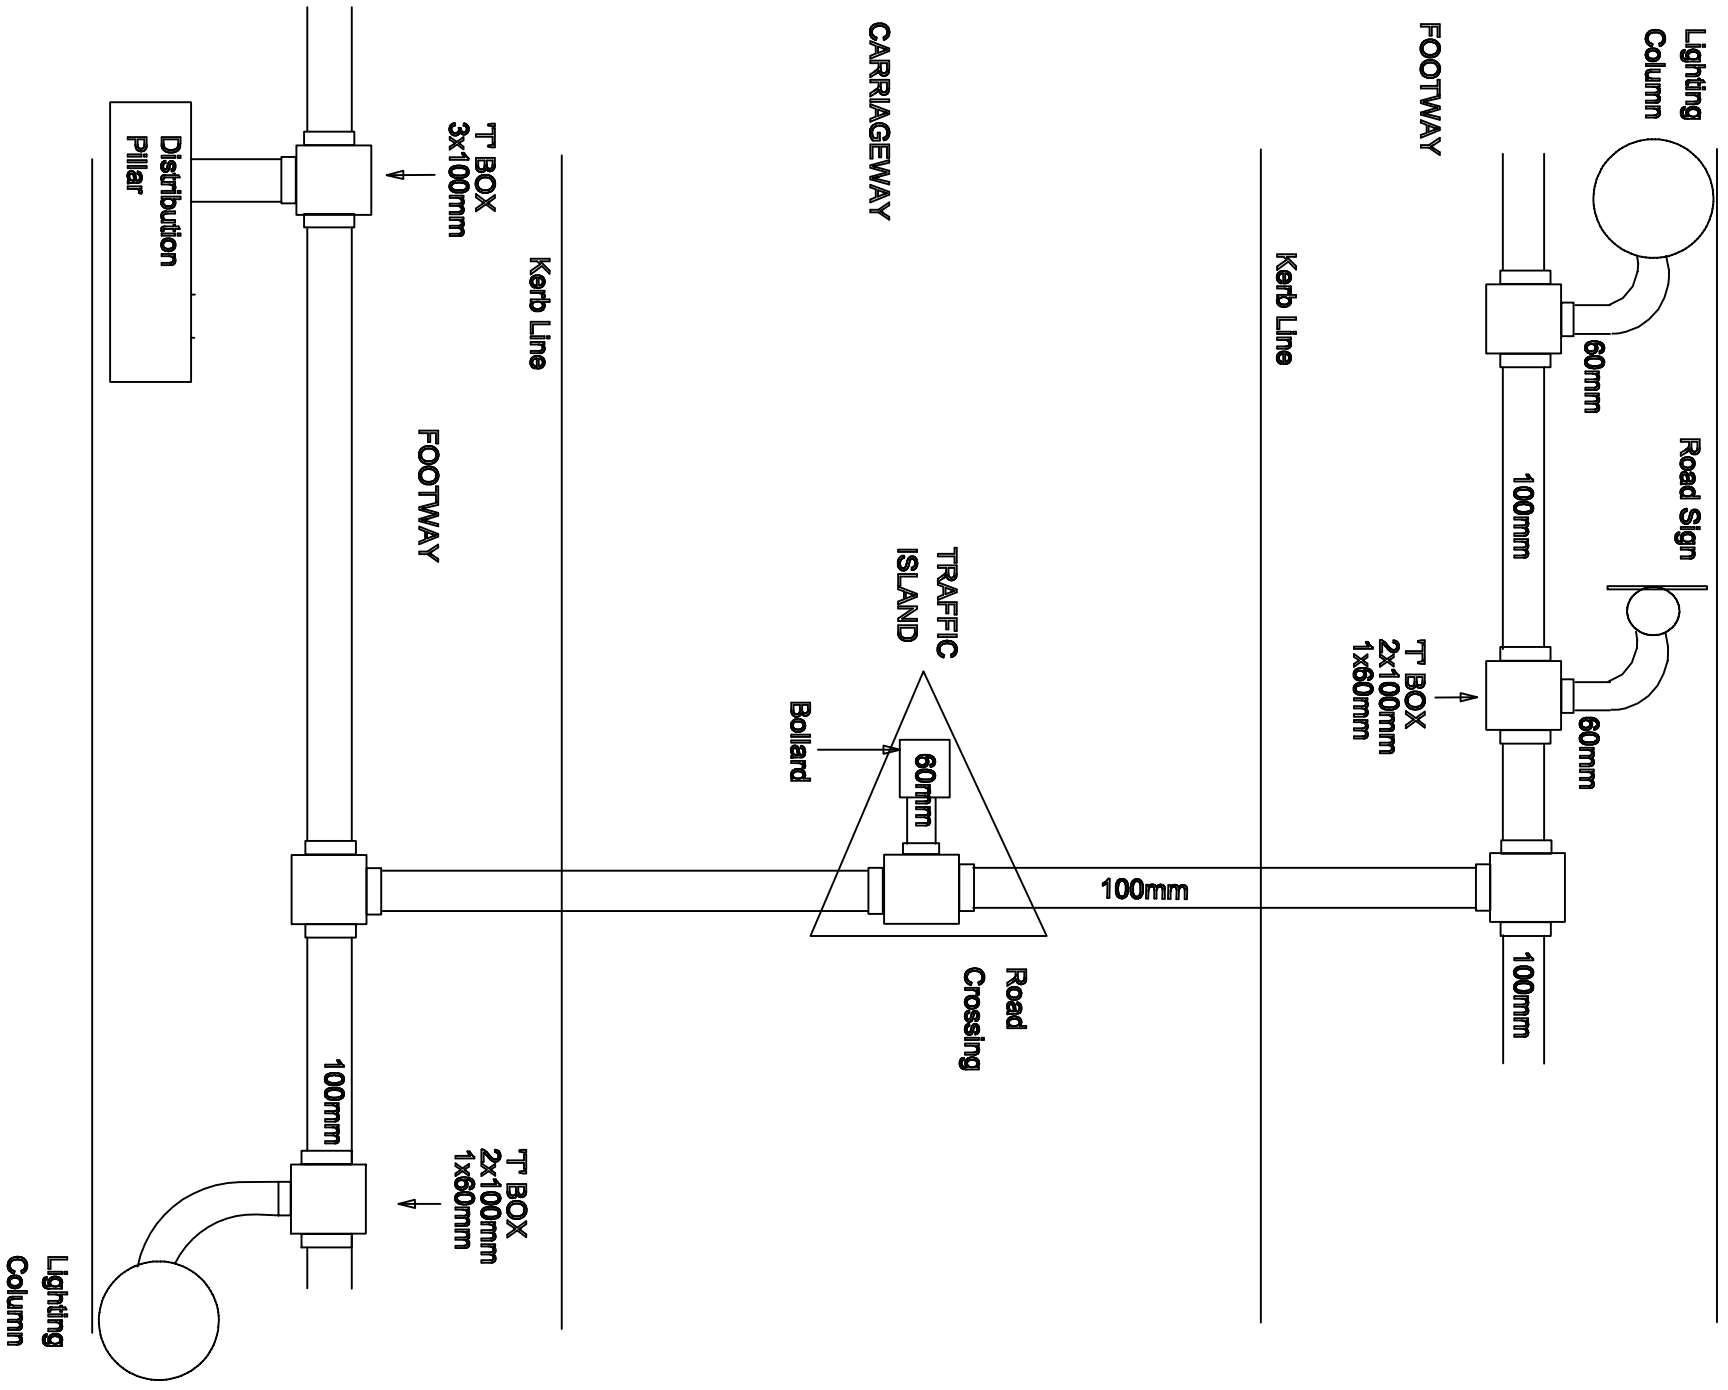 Lighting
Column
FOOTWAY
60mm
Road Sign
100mm
'T' BOX
2x100mm
1x60mm
60mm
100mm
Kerb Line
CARRIAGEWAY
TRAFFIC
ISLAND
Bollard
60mm
100mm
Road
Crossing
Kerb Line
'T' BOX
3x100mm
FOOTWAY
Distribution
Pillar
100mm
'T' BOX
2x100mm
1x60mm
Lighting
Column